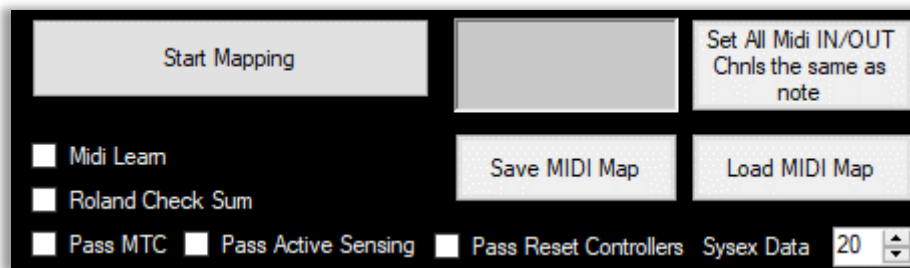 Start Mapping
Set All Midi IN/OUT
Chnls the same as
note
Midi Learn
Save MIDI Map
Load MIDI Map
Roland Check Sum
Pass MTC
Pass Active Sensing
Pass Reset Controllers
Sysex Data
20